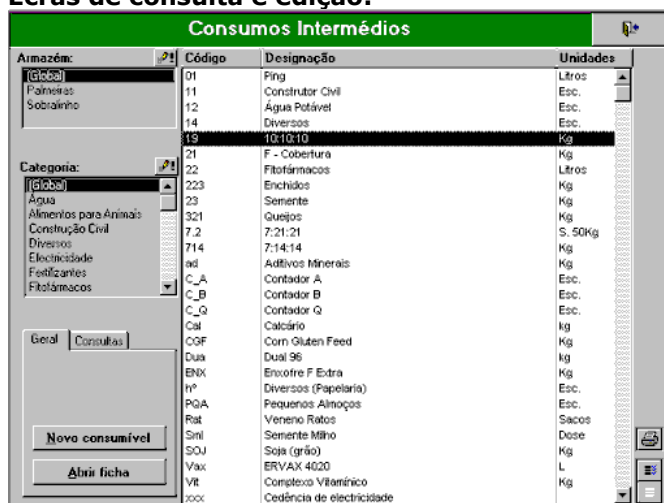 Ecrãs de consulta e edição:
Consumos Intermédios
Armazém:
(Global)
Palmeiras
Sobralinho
Categoria:
(Global)
Água
Alimentos para Animais
Construção Civil
Diversos
Electricidade
Fertilizantes
Fitofármacos
Geral Consultas
Novo consumível
Abrir ficha
Código Designação Unidades
01 Ping Litros
11 Construtor Civil Esc.
12 Água Potável Esc.
14 Diversos Esc.
19 10:10:10 Kg
21 F - Cobertura Kg
22 Fitofármacos Litros
223 Enchidos Kg
23 Semente Kg
321 Queijos Kg
7.2 7:21:21 S. 50Kg
714 7:14:14 Kg
ad Aditivos Minerais Kg
C_A Contador A Esc.
C_B Contador B Esc.
C_Q Contador Q Esc.
Cal Calcário kg
CGF Corn Gluten Feed Kg
Dua Dual 96 kg
ENX Enxofre F Extra Kg
hº Diversos (Papelaria) Esc.
PQA Pequenos Almoços Esc.
Rat Veneno Ratos Sacos
Sml Semente Milho Dose
SOJ Soja (grão) Kg
Vax ERVAX 4020 L
Vit Complexo Vitamínico Kg
xxx Cedência de electricidade